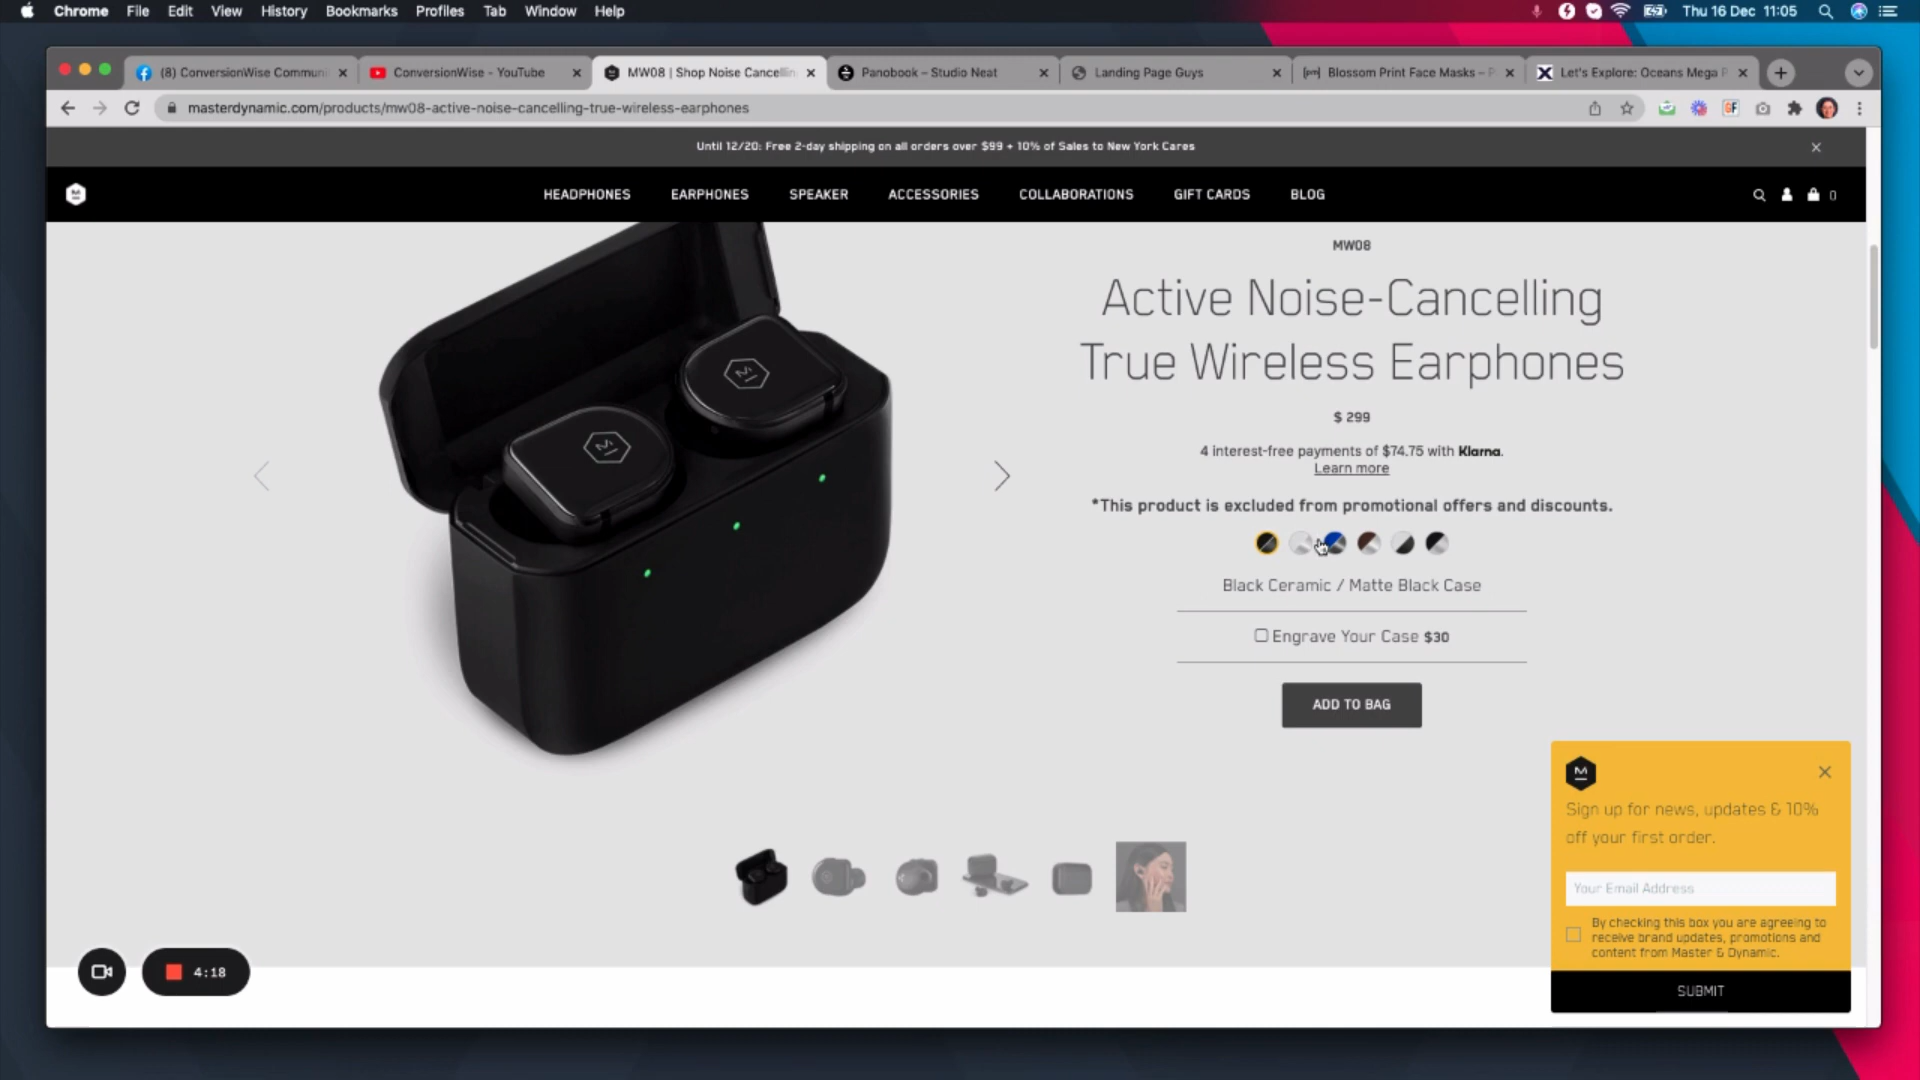 Chrome File Edit View History Bookmarks Profiles Tab Window Help
Thu 16 Dec 11:05
(8) ConversionWise Commun
ConversionWise - YouTube
MW08 | Shop Noise Cancellin
Panobook – Studio Neat
Landing Page Guys
Blossom Print Face Masks – P
Let's Explore: Oceans Mega P
masterdynamic.com/products/mw08-active-noise-cancelling-true-wireless-earphones
Until 12/20: Free 2-day shipping on all orders over $99 + 10% of Sales to New York Cares
HEADPHONES EARPHONES SPEAKER ACCESSORIES COLLABORATIONS GIFT CARDS BLOG
0
MW08
Active Noise-Cancelling
True Wireless Earphones
$ 299
4 interest-free payments of $74.75 with Klarna.
Learn more
*This product is excluded from promotional offers and discounts.
Black Ceramic / Matte Black Case
Engrave Your Case $30
ADD TO BAG
Sign up for news, updates & 10%
off your first order.
Your Email Address
By checking this box you are agreeing to
receive brand updates, promotions and
content from Master & Dynamic.
SUBMIT
4:18